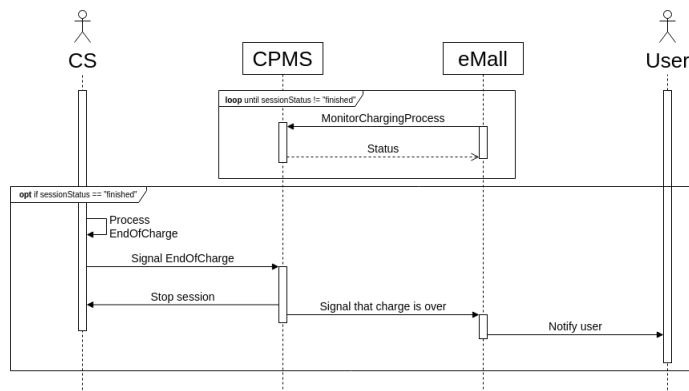 CS
CPMS
eMall
User
loop until sessionStatus != "finished"
MonitorChargingProcess
Status
opt if sessionStatus == "finished"
Process
EndOfCharge
Signal EndOfCharge
Stop session
Signal that charge is over
Notify user